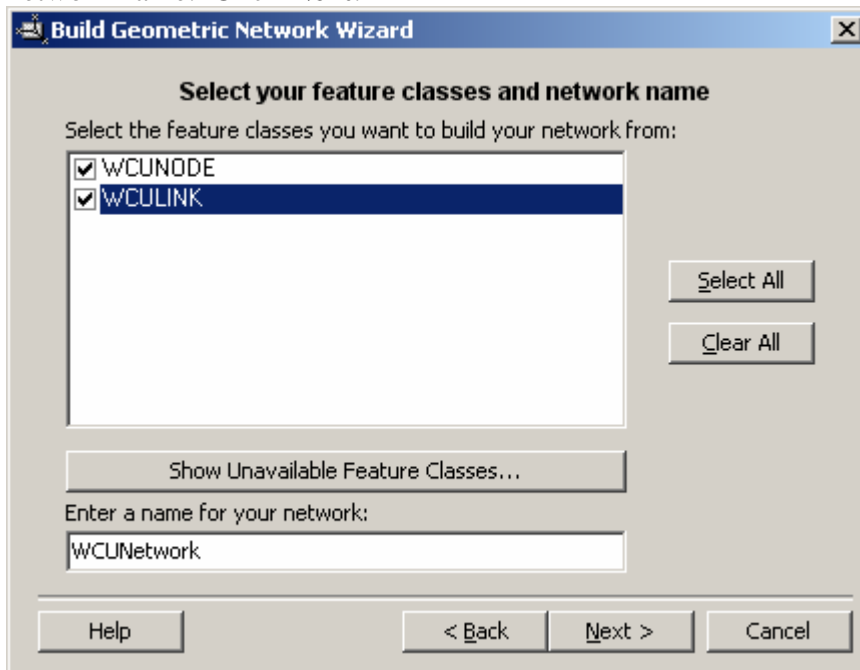 Build Geometric Network Wizard
Select your feature classes and network name
Select the feature classes you want to build your network from:
WCUNODE
WCULINK
Select All
Clear All
Show Unavailable Feature Classes...
Enter a name for your network:
WCUNetwork
Help
< Back
Next >
Cancel